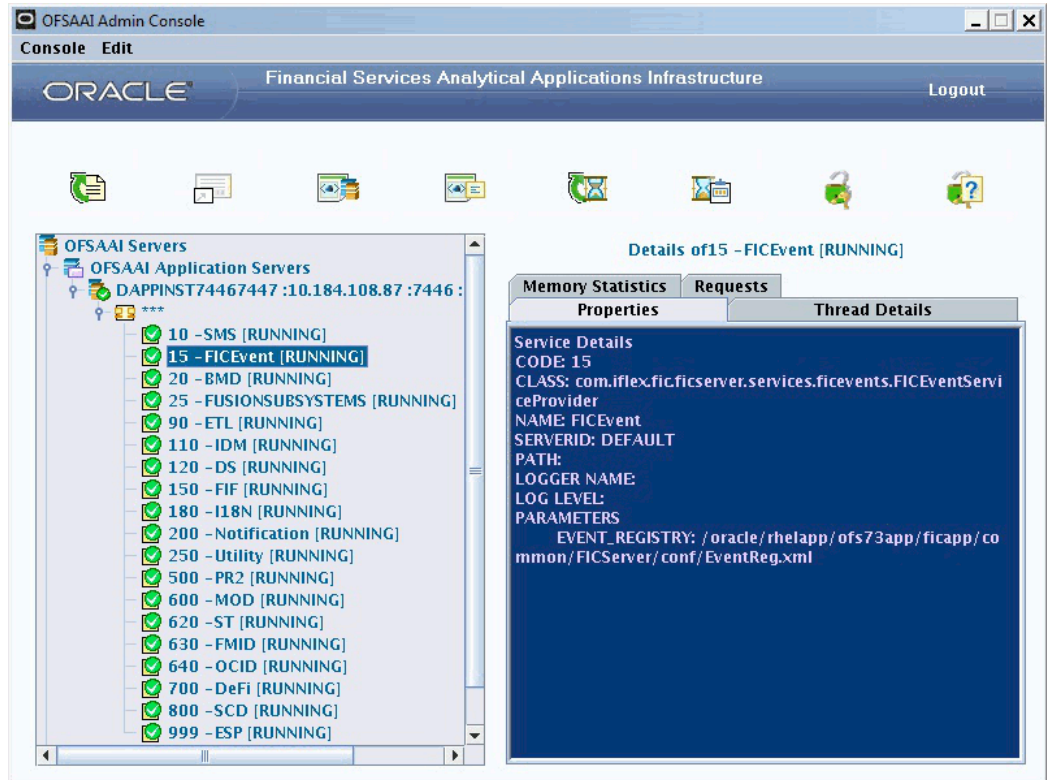 OFSAAI Admin Console
Console Edit
ORACLE
Financial Services Analytical Applications Infrastructure
Logout
OFSAAI Servers
OFSAAI Application Servers
DAPPINST74467447 :10.184.108.87 :7446 :
***
10 -SMS [RUNNING]
15 -FICEvent [RUNNING]
20 -BMD [RUNNING]
25 -FUSIONSUBSYSTEMS [RUNNING]
90 -ETL [RUNNING]
110 -IDM [RUNNING]
120 -DS [RUNNING]
150 -FIF [RUNNING]
180 -I18N [RUNNING]
200 -Notification [RUNNING]
250 -Utility [RUNNING]
500 -PR2 [RUNNING]
600 -MOD [RUNNING]
620 -ST [RUNNING]
630 -FMID [RUNNING]
640 -OCID [RUNNING]
700 -DeFi [RUNNING]
800 -SCD [RUNNING]
999 -ESP [RUNNING]
Details of15 -FICEvent [RUNNING]
Memory Statistics Requests
Properties Thread Details
Service Details
CODE: 15
CLASS: com.iflex.fic.ficserver.services.ficevents.FICEventServi
ceProvider
NAME: FICEvent
SERVERID: DEFAULT
PATH:
LOGGER NAME:
LOG LEVEL:
PARAMETERS
EVENT_REGISTRY: /oracle/rhelapp/ofs73app/ficapp/co
mmon/FICServer/conf/EventReg.xml